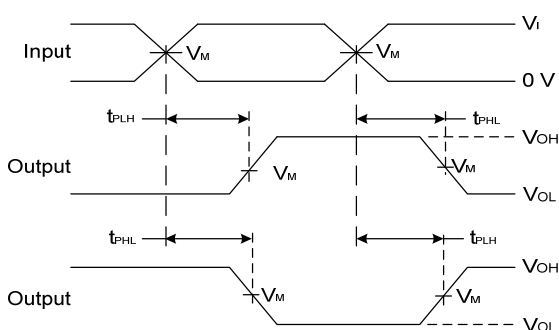 VI
Input VM VM
0 V
tPLH tPHL
VOH
Output VM VM
VOL
tPHL tPLH
VOH
Output VM VM
VOL